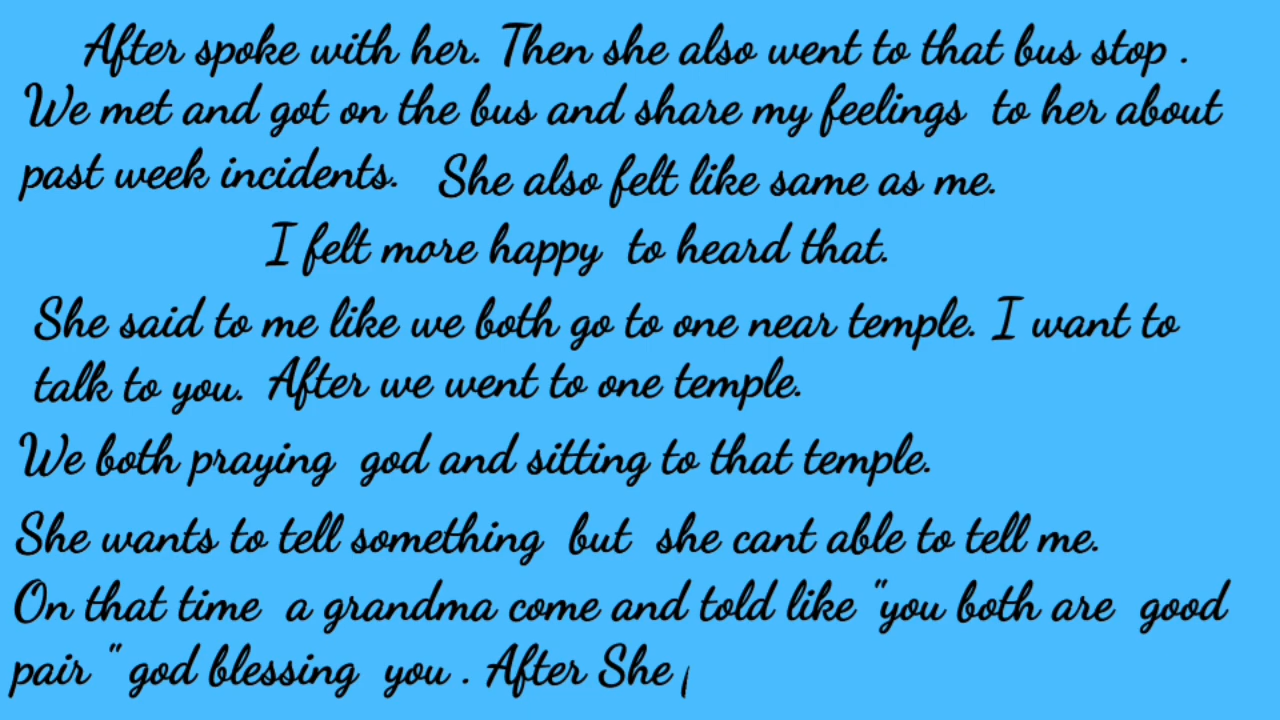 After spoke with her. Then she also went to that bus stop .
We met and got on the bus and share my feelings to her about
past week incidents. She also felt like same as me.
I felt more happy to heard that.
She said to me like we both go to one near temple. I want to
talk to you. After we went to one temple.
We both praying god and sitting to that temple.
She wants to tell something but she cant able to tell me.
On that time a grandma come and told like "you both are good
pair " god blessing you . After She